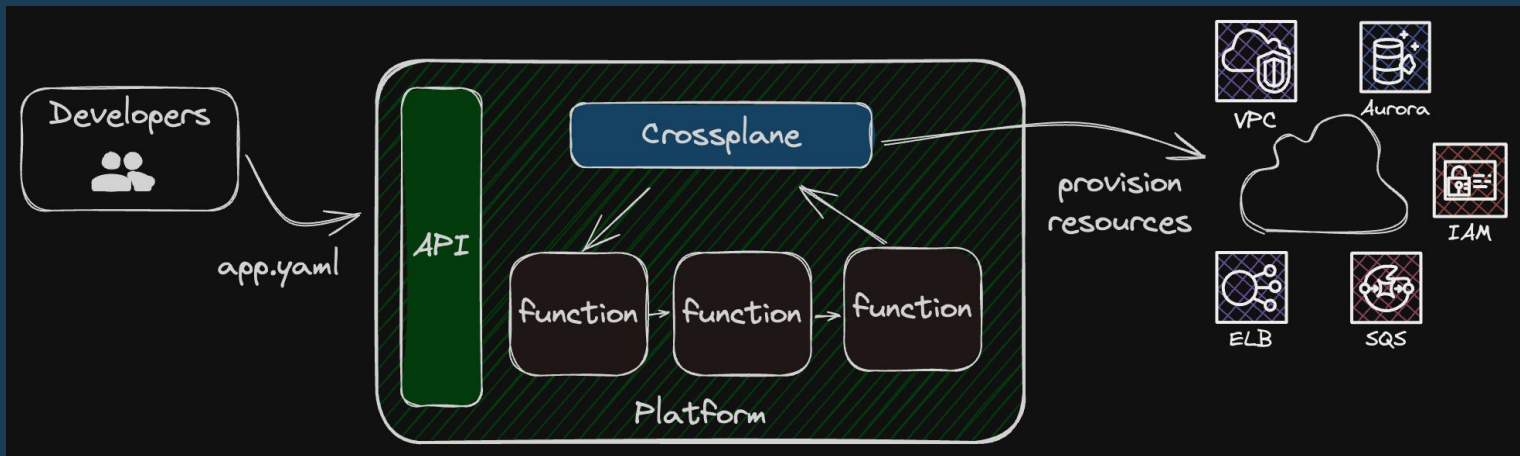 Developers
app.yaml
API
Crossplane
function
function
function
Platform
provision
resources
VPC
Aurora
IAM
ELB
SQS